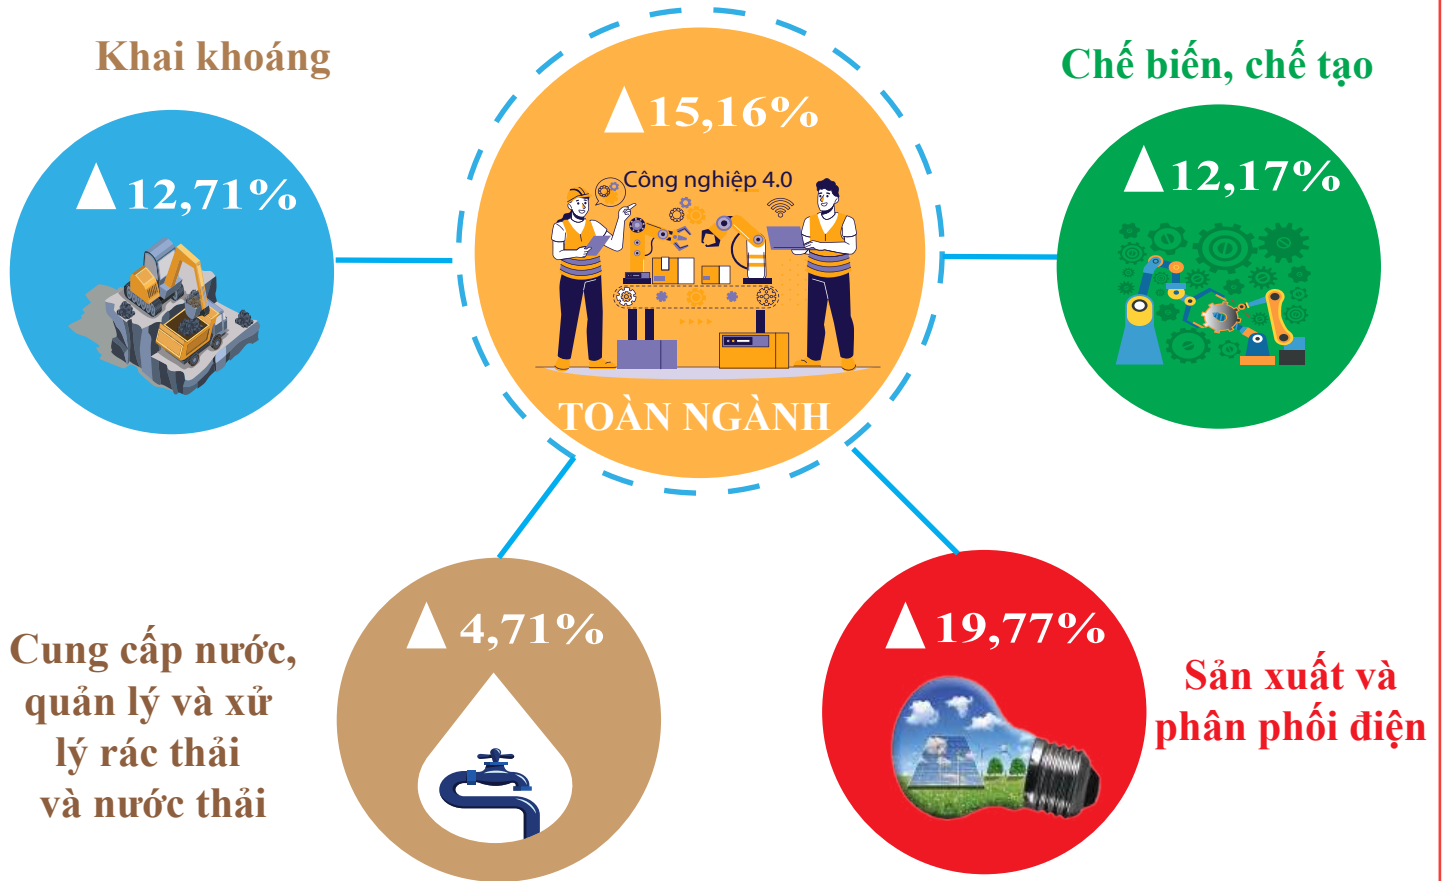 Khai khoáng
▲12,71%
▲15,16%
Công nghiệp 4.0
TOÀN NGÀNH
Chế biến, chế tạo
▲12,17%
Cung cấp nước,
quản lý và xử
lý rác thải
và nước thải
▲4,71%
▲19,77%
Sản xuất và
phân phối điện